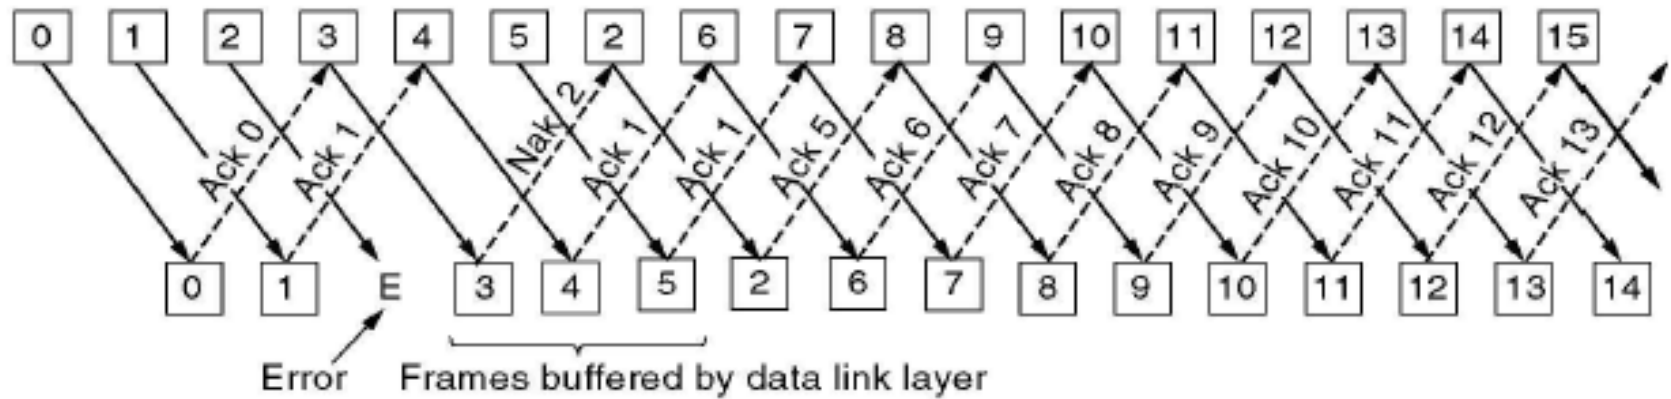 0 1 2 3 4 5 2 6 7 8 9 10 11 12 13 14 15
Ack 0 Ack 1 Nak 2 Ack 1 Ack 1 Ack 5 Ack 6 Ack 7 Ack 8 Ack 9 Ack 10 Ack 11 Ack 12 Ack 13
0 1 E 3 4 5 2 6 7 8 9 10 11 12 13 14
Error Frames buffered by data link layer